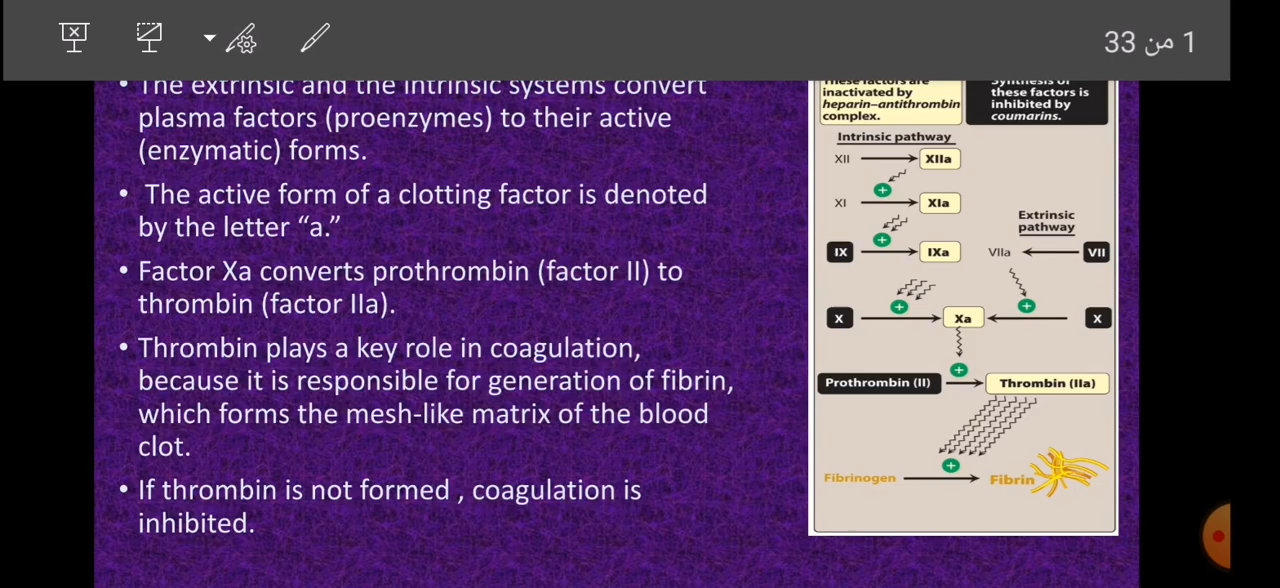 1 من 33
• The extrinsic and the intrinsic systems convert
plasma factors (proenzymes) to their active
(enzymatic) forms.
• The active form of a clotting factor is denoted
by the letter “a.”
• Factor Xa converts prothrombin (factor II) to
thrombin (factor IIa).
• Thrombin plays a key role in coagulation,
because it is responsible for generation of fibrin,
which forms the mesh-like matrix of the blood
clot.
• If thrombin is not formed , coagulation is
inhibited.
These factors are
inactivated by
heparin–antithrombin
complex.
Synthesis of
these factors is
inhibited by
coumarins.
Intrinsic pathway
XII XIIa
+
XI XIa
Extrinsic
pathway
+
IX IXa VIIa VII
+ +
X Xa X
+
Prothrombin (II) Thrombin (IIa)
+
Fibrinogen Fibrin